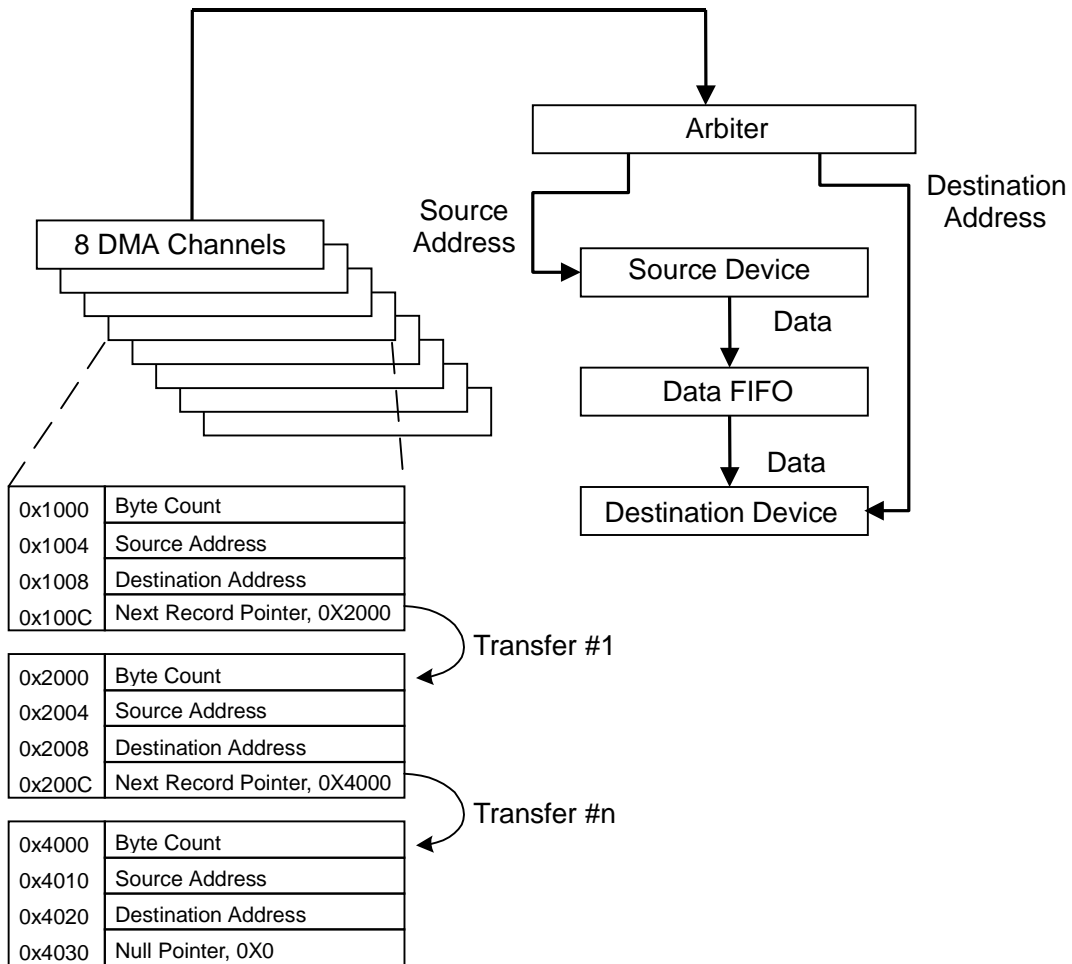 Arbiter
Destination
Address
Source
Address
8 DMA Channels
Source Device
Data
Data FIFO
Data
Destination Device
0x1000 Byte Count
0x1004 Source Address
0x1008 Destination Address
0x100C Next Record Pointer, 0X2000
Transfer #1
0x2000 Byte Count
0x2004 Source Address
0x2008 Destination Address
0x200C Next Record Pointer, 0X4000
Transfer #n
0x4000 Byte Count
0x4010 Source Address
0x4020 Destination Address
0x4030 Null Pointer, 0X0